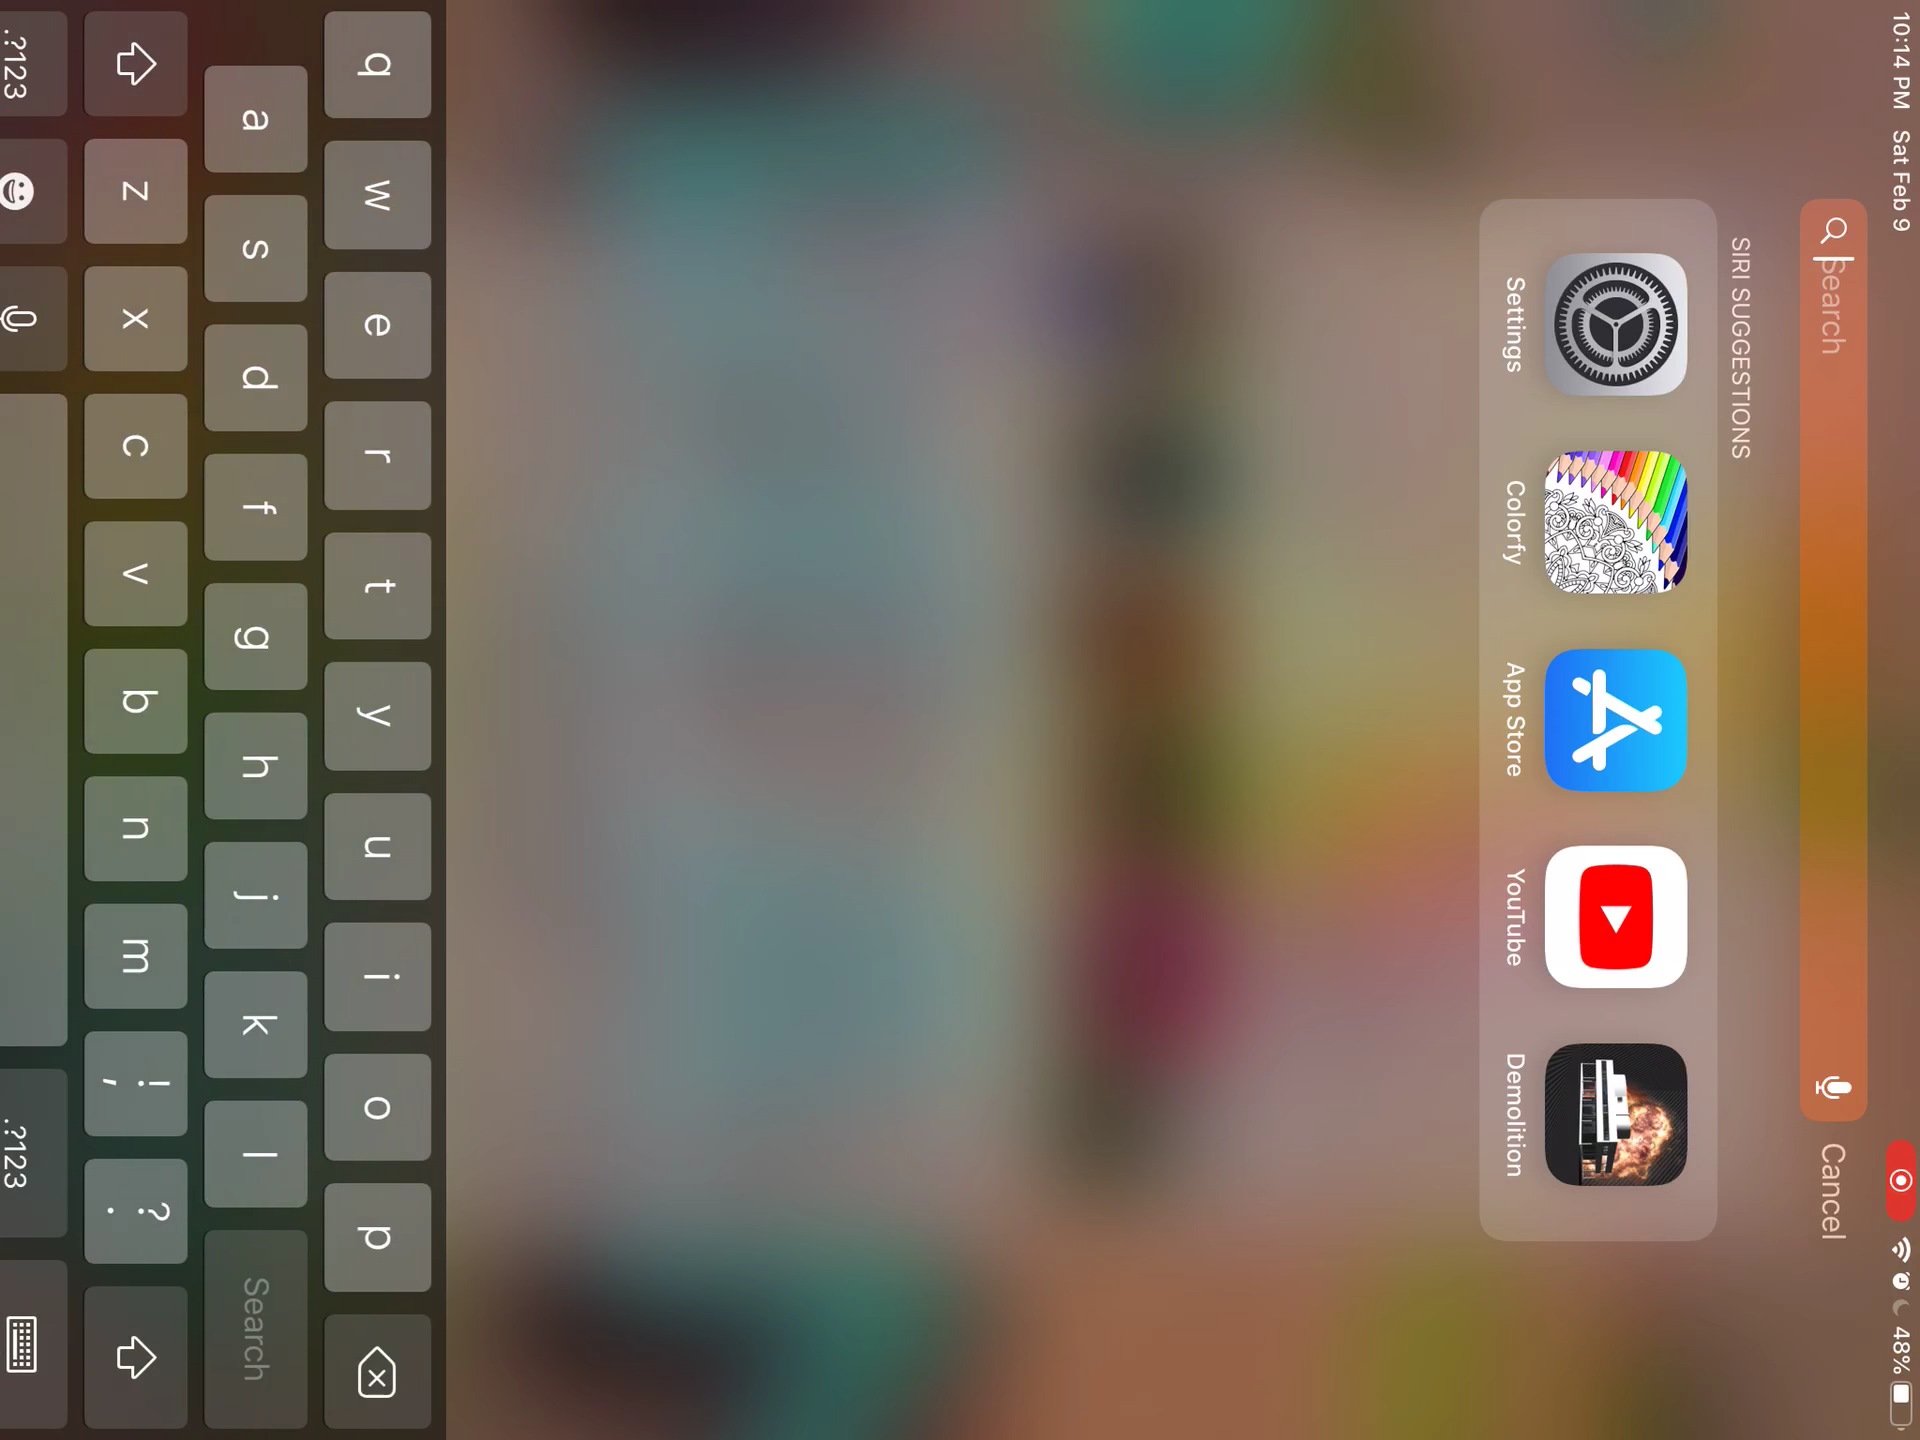 10:14 PM Sat Feb 9
48%
Search
Cancel
SIRI SUGGESTIONS
Settings
Colorfy
App Store
YouTube
Demolition
q w e r t y u i o p
a s d f g h j k l Search
z x c v b n m ! , ? .
.?123 .?123